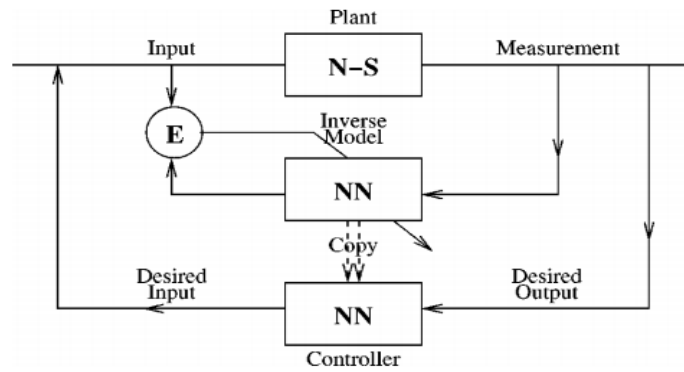 Plant
Input
N-S
Measurement
E
Inverse
Model
NN
Copy
Desired
Input
NN
Desired
Output
Controller